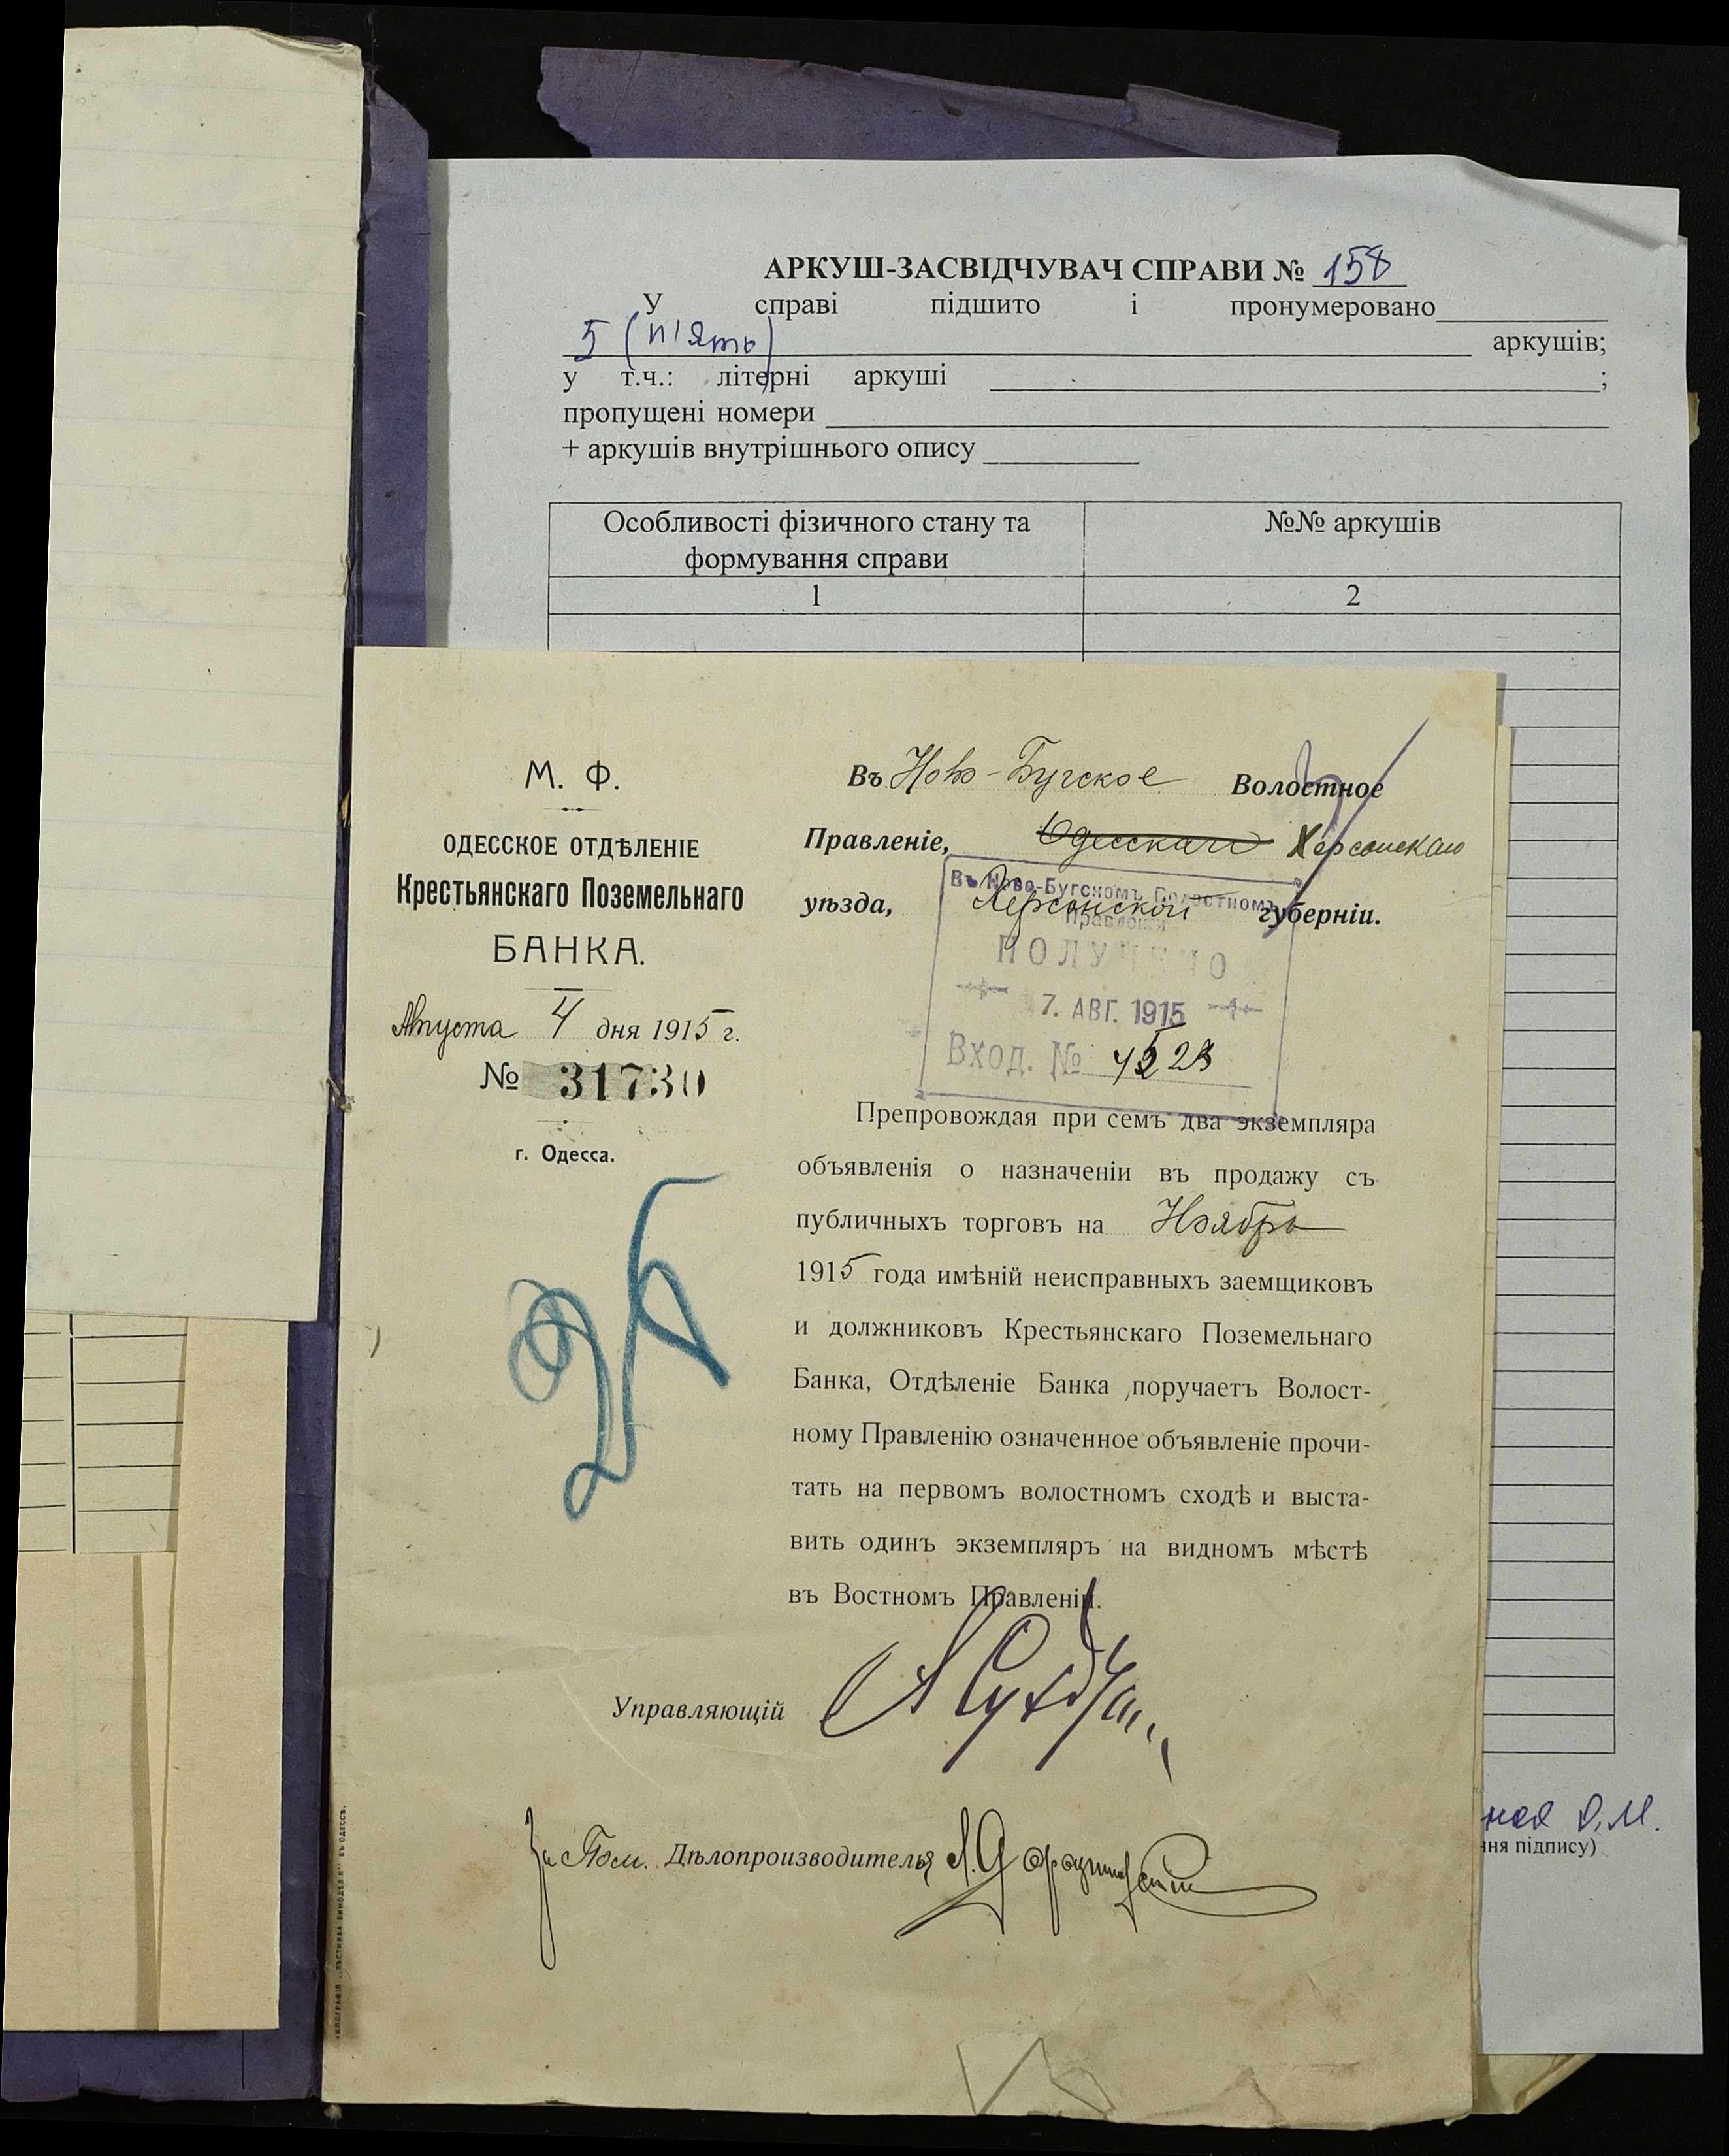 АРКУШ-ЗАСВІДЧУВАЧ СПРАВИ № 158
У справі підшито і пронумеровано
5 (п'ять) аркушів;
у т.ч.: літерні аркуші ;
пропущені номери
+ аркушів внутрішнього опису
Особливості фізичного стану та формування справи
№№ аркушів
1
2
М. Ф.
ОДЕССКОЕ ОТДѢЛЕНІЕ
Крестьянскаго Поземельнаго
БАНКА.
Августа 4 дня 1915 г.
№ 31730
г. Одесса.
Въ Ново-Бугское Волостное
Правленіе, Одесскаго Херсонскаго
уѣзда, Херсонской губерніи.
Въ Ново-Бугскомъ Волостномъ
Правленіи
ПОЛУЧЕНО
7. АВГ. 1915
Вход. №
Препровождая при семъ два экземпляра
объявленія о назначеніи въ продажу съ
публичныхъ торговъ на Ноябрь
1915 года имѣній неисправныхъ заемщиковъ
и должниковъ Крестьянскаго Поземельнаго
Банка, Отдѣленіе Банка поручаетъ Волост-
ному Правленію означенное объявленіе прочи-
тать на первомъ волостномъ сходѣ и выста-
вить одинъ экземпляръ на видномъ мѣстѣ
въ Востномъ Правленіи.
Управляющій
За Пом. Дѣлопроизводителя
ная О.М.
ння підпису)